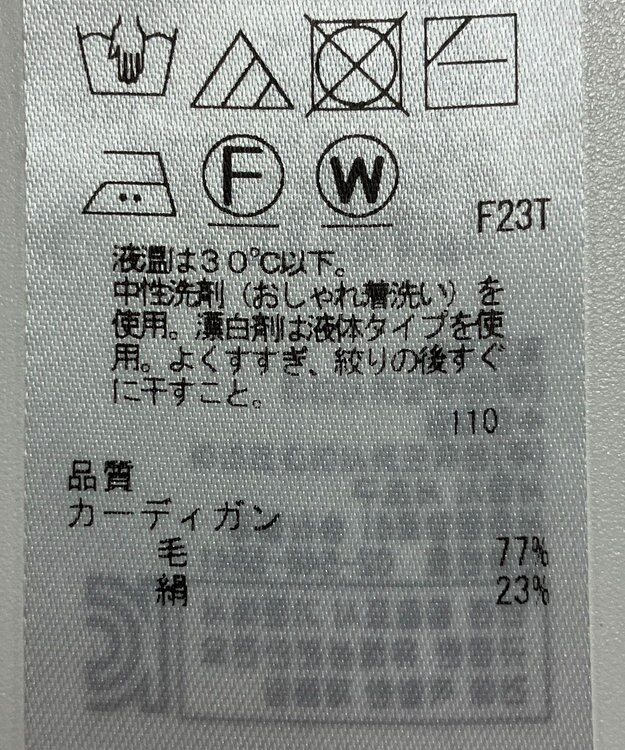 F W
F23T
液温は30℃以下。
中性洗剤（おしゃれ着洗い）を
使用。漂白剤は液体タイプを使
用。よくすすぎ、絞りの後すぐ
に干すこと。
110
品質
カーディガン
毛 77%
絹 23%